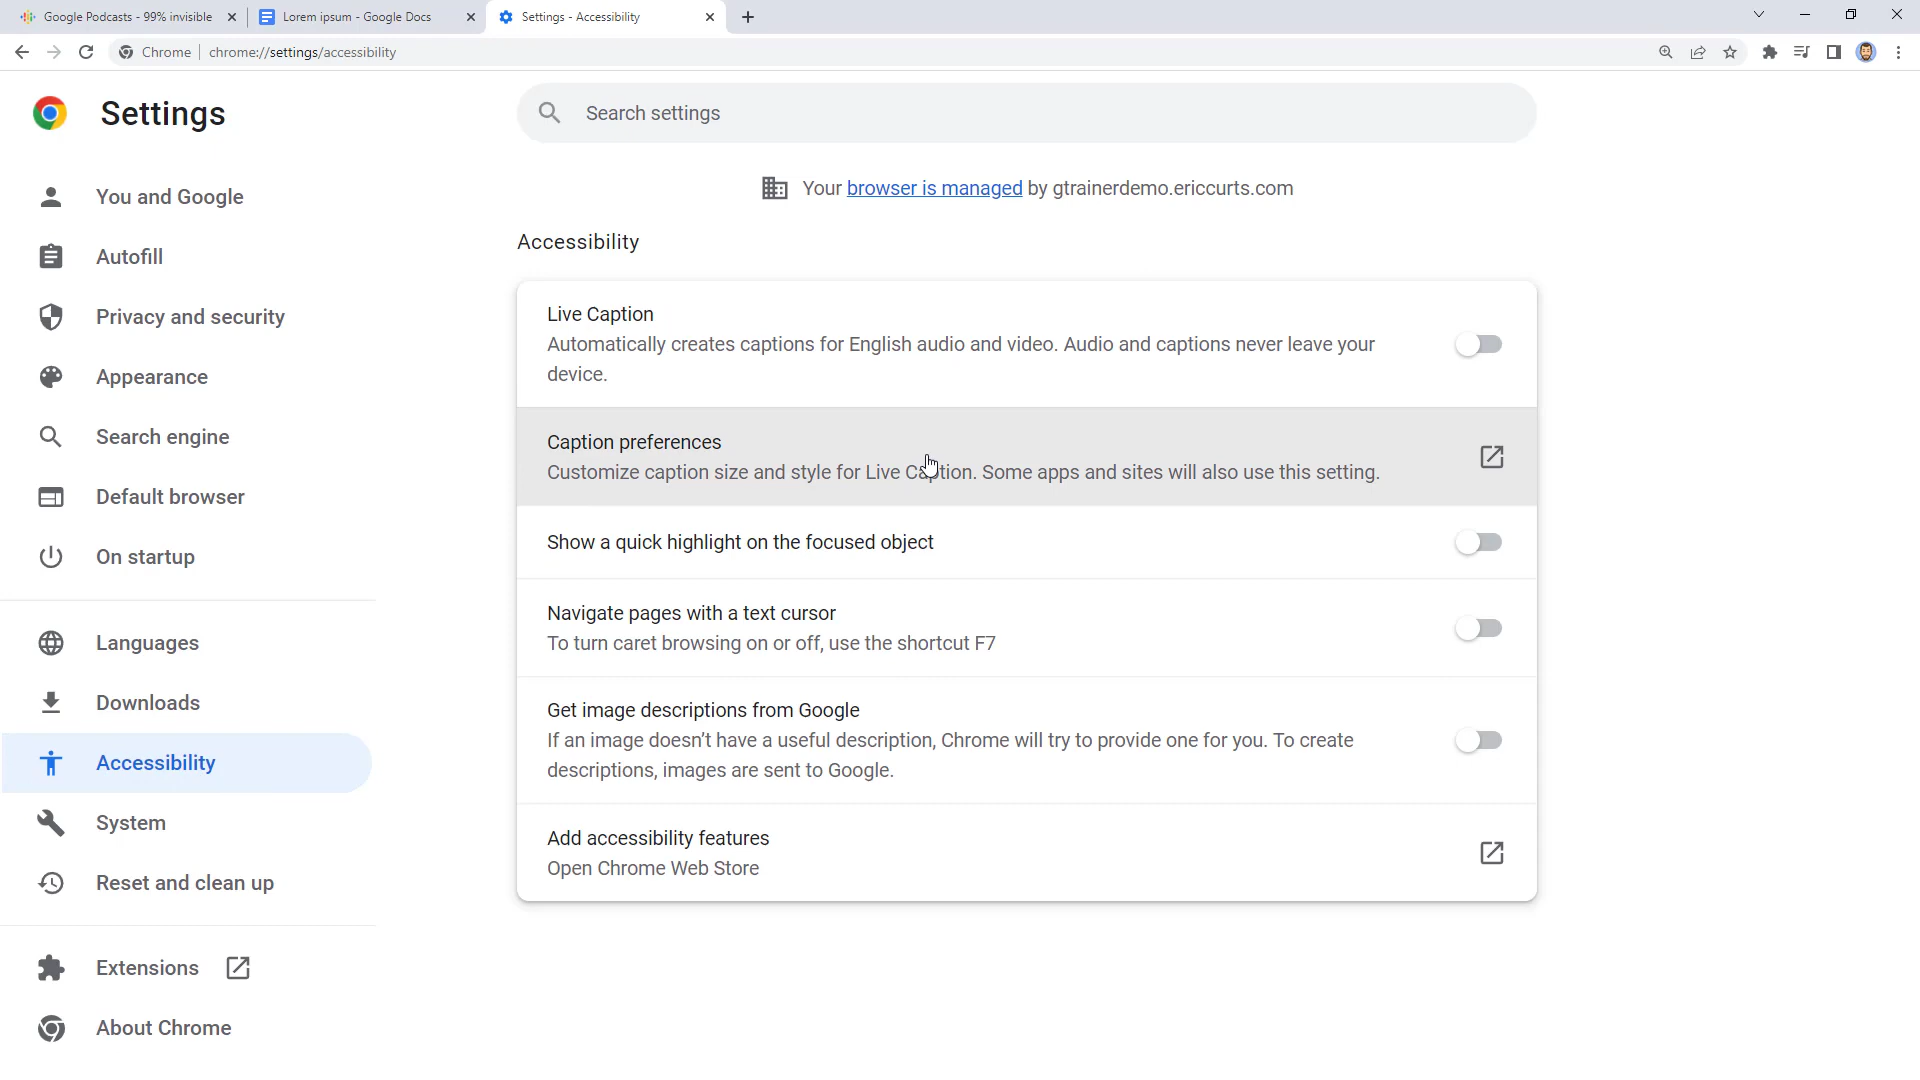 Google Podcasts - 99% invisible
Lorem ipsum - Google Docs
Settings - Accessibility
Chrome
chrome://settings/accessibility
Settings
Search settings
You and Google
Autofill
Privacy and security
Appearance
Search engine
Default browser
On startup
Languages
Downloads
Accessibility
System
Reset and clean up
Extensions
About Chrome
Your browser is managed by gtrainerdemo.ericcurts.com
Accessibility
Live Caption
Automatically creates captions for English audio and video. Audio and captions never leave your
device.
Caption preferences
Customize caption size and style for Live Caption. Some apps and sites will also use this setting.
Show a quick highlight on the focused object
Navigate pages with a text cursor
To turn caret browsing on or off, use the shortcut F7
Get image descriptions from Google
If an image doesn’t have a useful description, Chrome will try to provide one for you. To create
descriptions, images are sent to Google.
Add accessibility features
Open Chrome Web Store